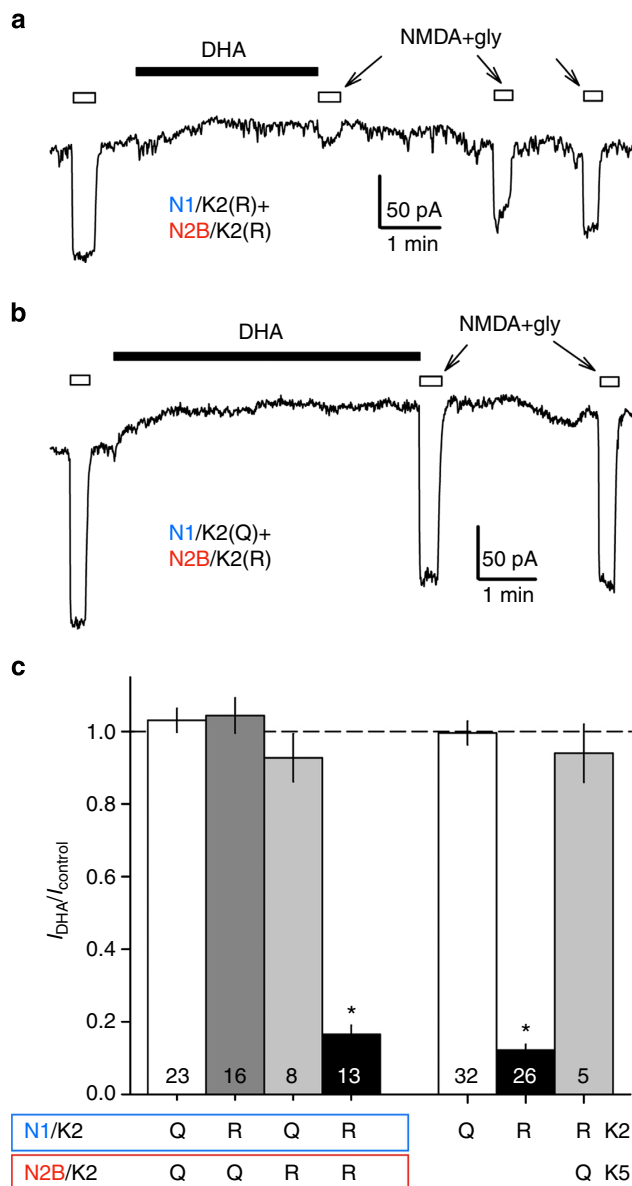 a
DHA
NMDA+gly
N1/K2(R)+
N2B/K2(R)
50 pA
1 min
b
DHA
NMDA+gly
N1/K2(Q)+
N2B/K2(R)
50 pA
1 min
c
IDHA/Icontrol
1.0
0.8
0.6
0.4
0.2
0.0
* *
23 16 8 13 32 26 5
N1/K2 Q R Q R Q R R K2
N2B/K2 Q Q R R Q K5